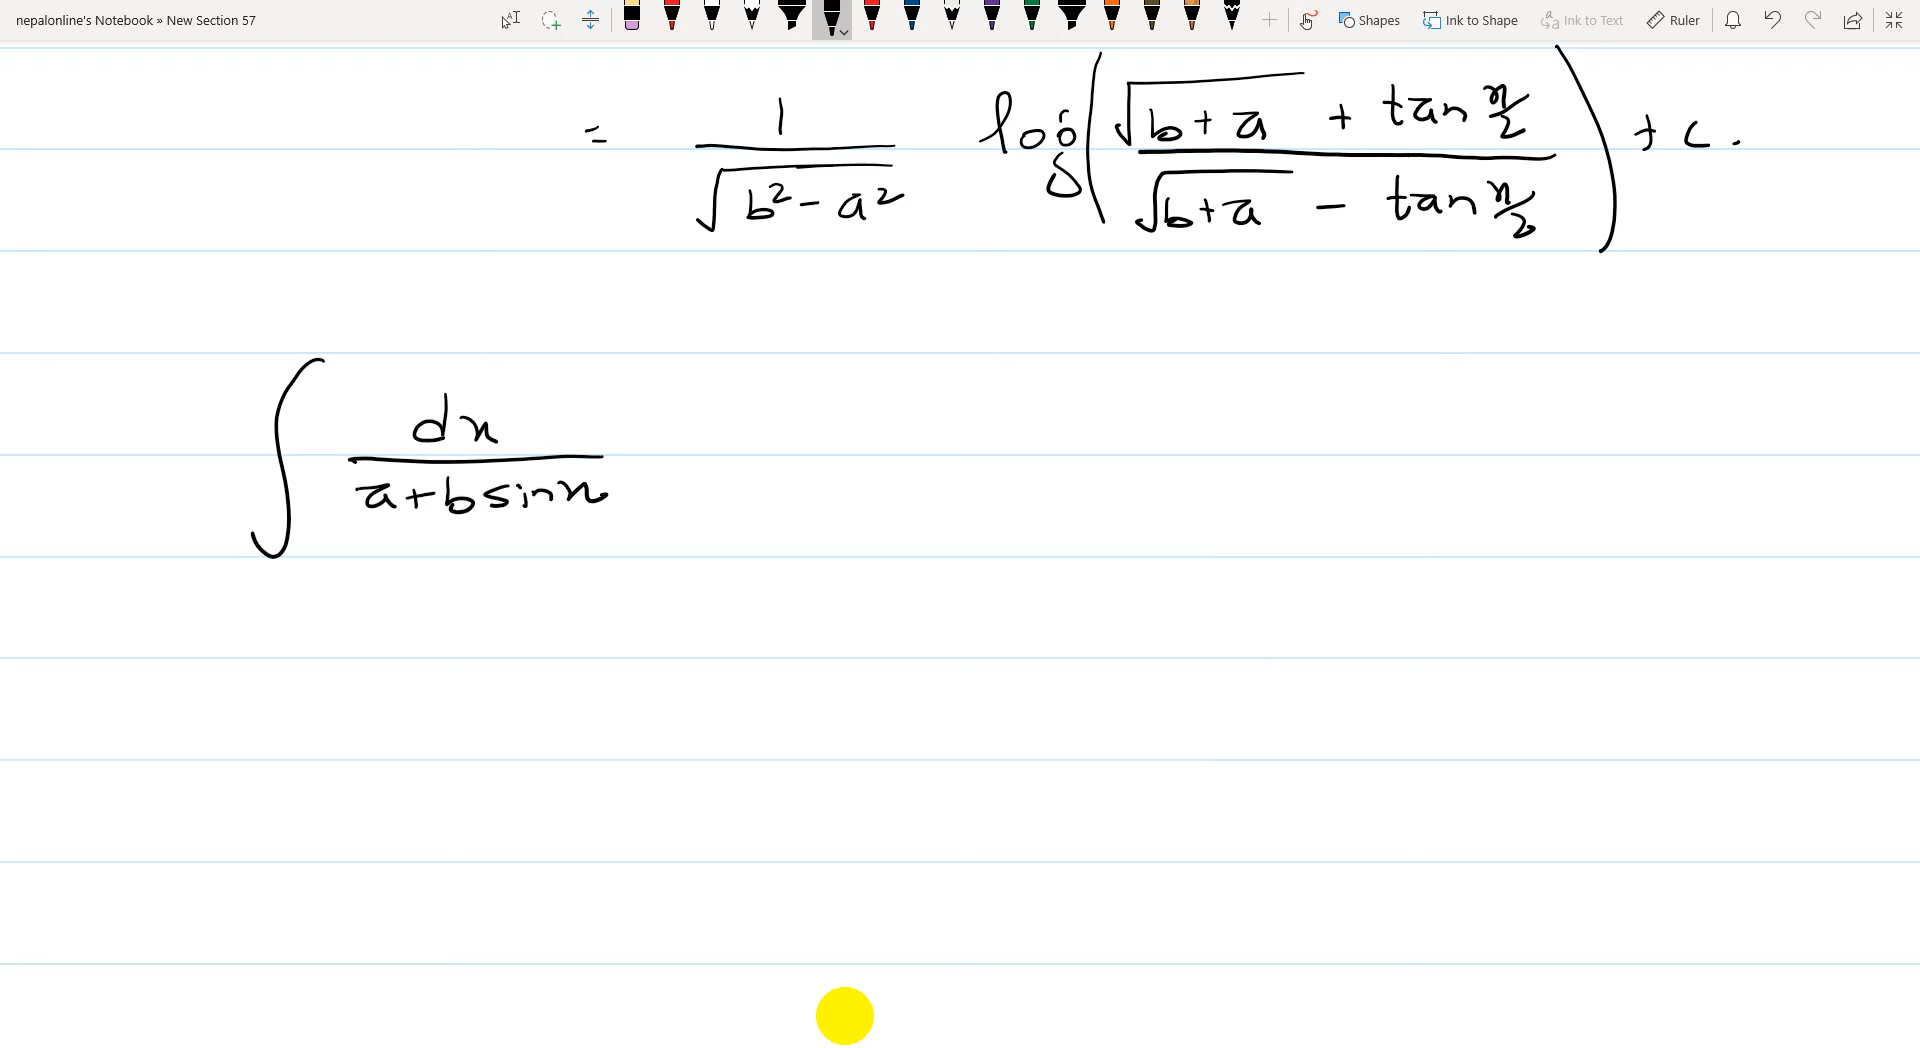 nepalonline's Notebook » New Section 57
Shapes
Ink to Shape
Ink to Text
Ruler
= 1/√(b² - a²) log(√(b+a) + tan x/2 / √(b+a) - tan x/2) + c.
∫ dx / a+b sin x